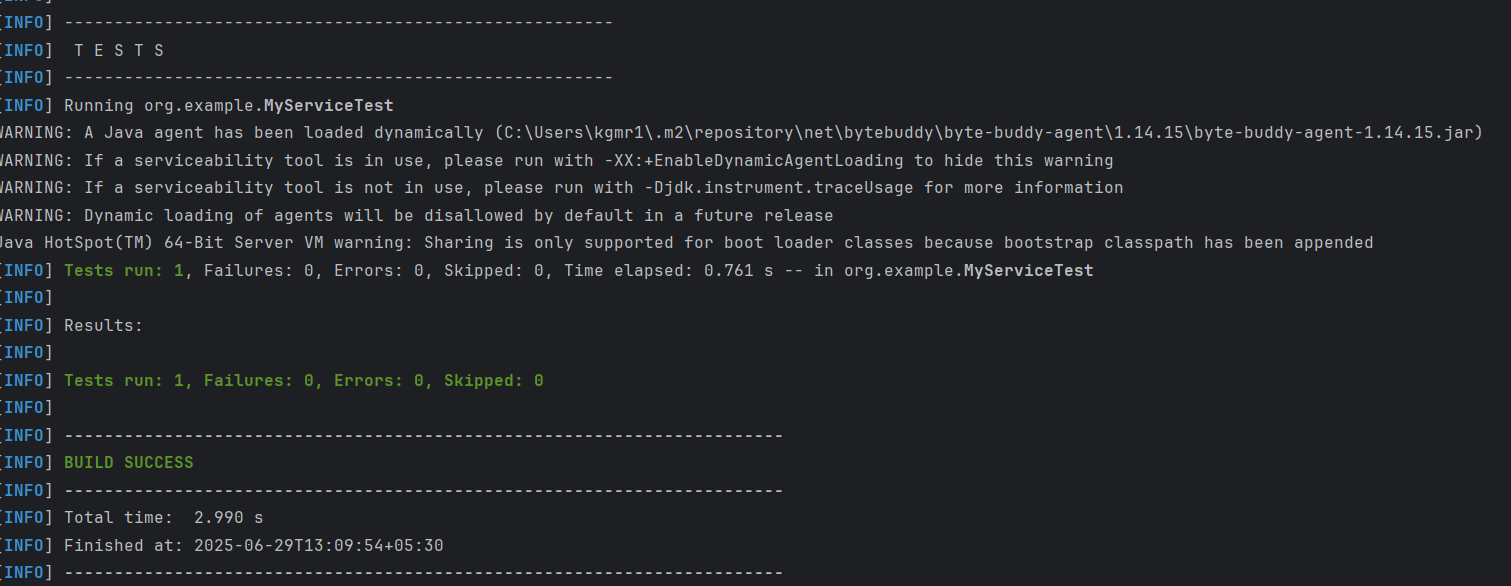 [INFO] -------------------------------------------------------
[INFO]  T E S T S
[INFO] -------------------------------------------------------
[INFO] Running org.example.MyServiceTest
WARNING: A Java agent has been loaded dynamically (C:\Users\kgmr1\.m2\repository\net\bytebuddy\byte-buddy-agent\1.14.15\byte-buddy-agent-1.14.15.jar)
WARNING: If a serviceability tool is in use, please run with -XX:+EnableDynamicAgentLoading to hide this warning
WARNING: If a serviceability tool is not in use, please run with -Djdk.instrument.traceUsage for more information
WARNING: Dynamic loading of agents will be disallowed by default in a future release
Java HotSpot(TM) 64-Bit Server VM warning: Sharing is only supported for boot loader classes because bootstrap classpath has been appended
[INFO] Tests run: 1, Failures: 0, Errors: 0, Skipped: 0, Time elapsed: 0.761 s -- in org.example.MyServiceTest
[INFO]
[INFO] Results:
[INFO]
[INFO] Tests run: 1, Failures: 0, Errors: 0, Skipped: 0
[INFO]
[INFO] ------------------------------------------------------------------------
[INFO] BUILD SUCCESS
[INFO] ------------------------------------------------------------------------
[INFO] Total time:  2.990 s
[INFO] Finished at: 2025-06-29T13:09:54+05:30
[INFO] ------------------------------------------------------------------------